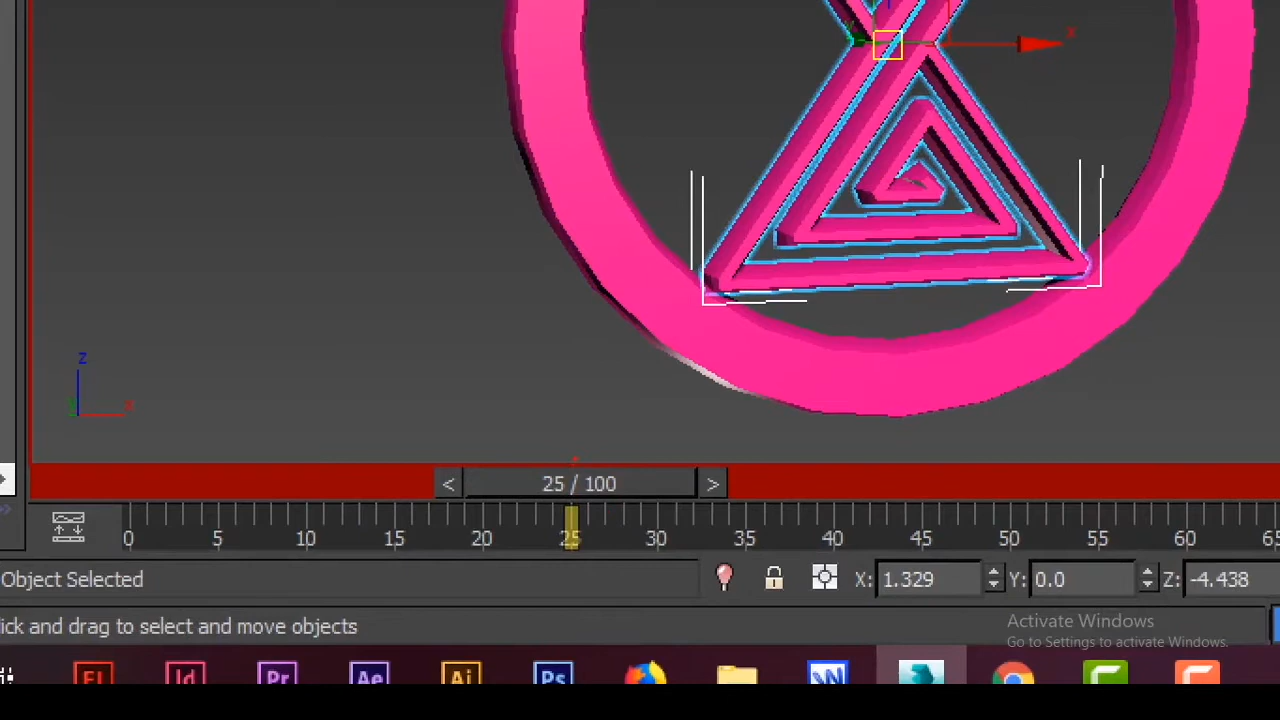 x
z
x
< 25 / 100 >
0 5 10 15 20 25 30 35 40 45 50 55 60 65
Object Selected X: 1.329 Y: 0.0 Z: -4.438
ick and drag to select and move objects
Activate Windows
Go to Settings to activate Windows.
Id Pr Ae Ai Ps